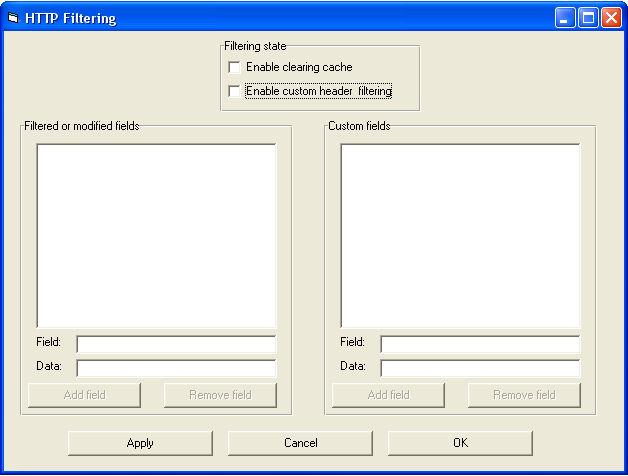 HTTP Filtering
Filtering state
Enable clearing cache
Enable custom header filtering
Filtered or modified fields
Custom fields
Field:
Field:
Data:
Data:
Add field
Remove field
Add field
Remove field
Apply
Cancel
OK